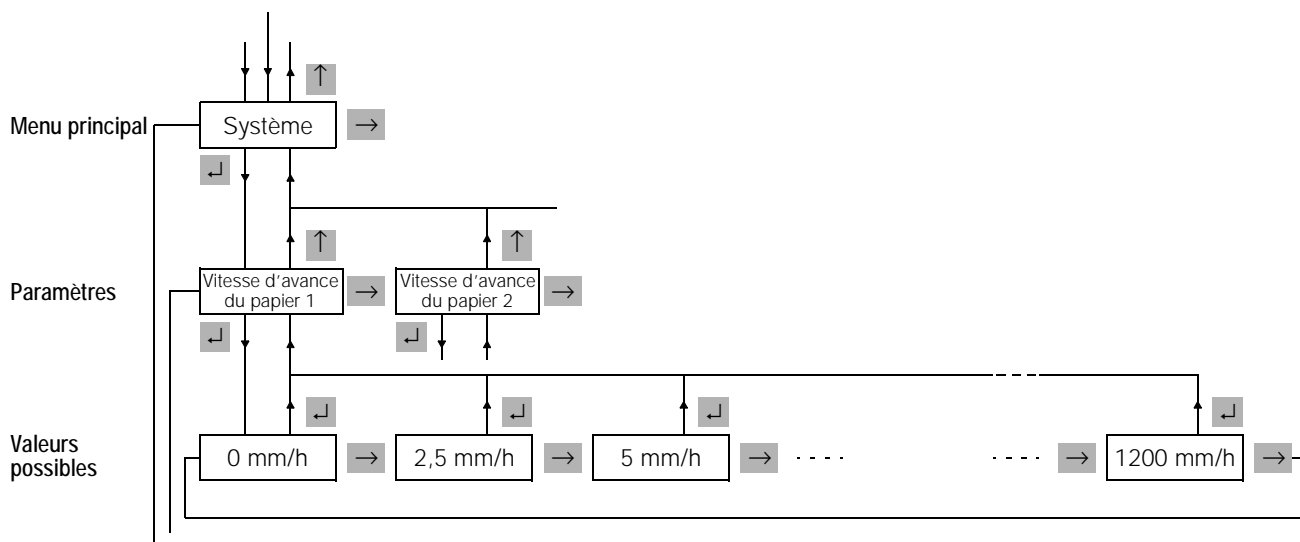 ↑
Menu principal Système →
↵
↑ ↑
Paramètres Vitesse d'avance du papier 1 → Vitesse d'avance du papier 2 →
↵ ↵
↵ ↵ ↵ ↵
Valeurs possibles 0 mm/h → 2,5 mm/h → 5 mm/h → → 1200 mm/h →